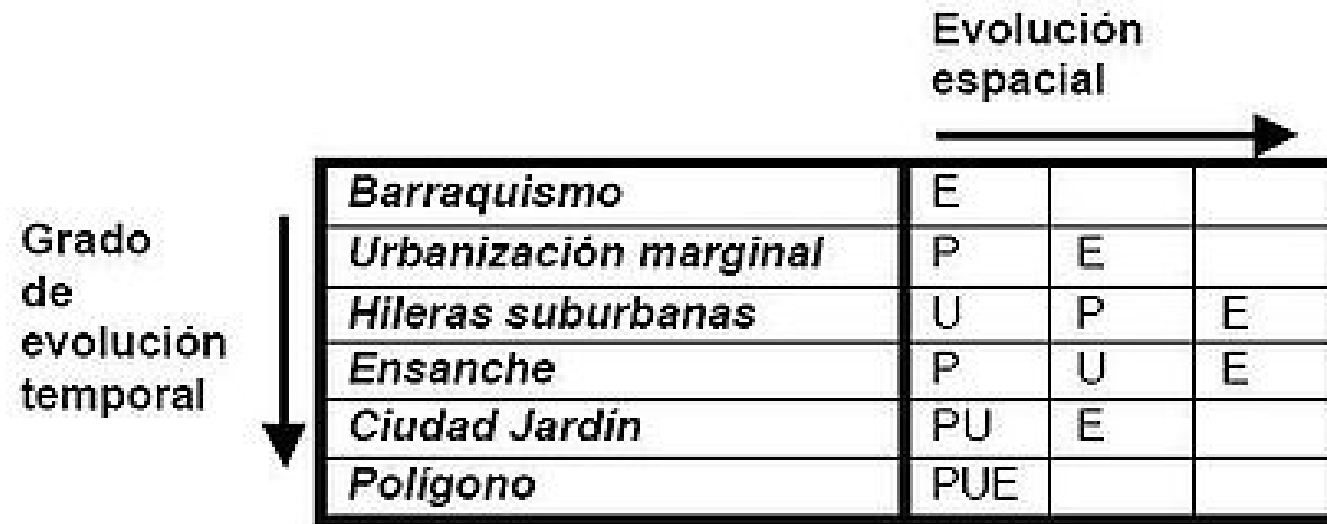 Evolución
espacial
Grado
de
evolución
temporal
Barraquismo E
Urbanización marginal P E
Hileras suburbanas U P E
Ensanche P U E
Ciudad Jardín PU E
Polígono PUE